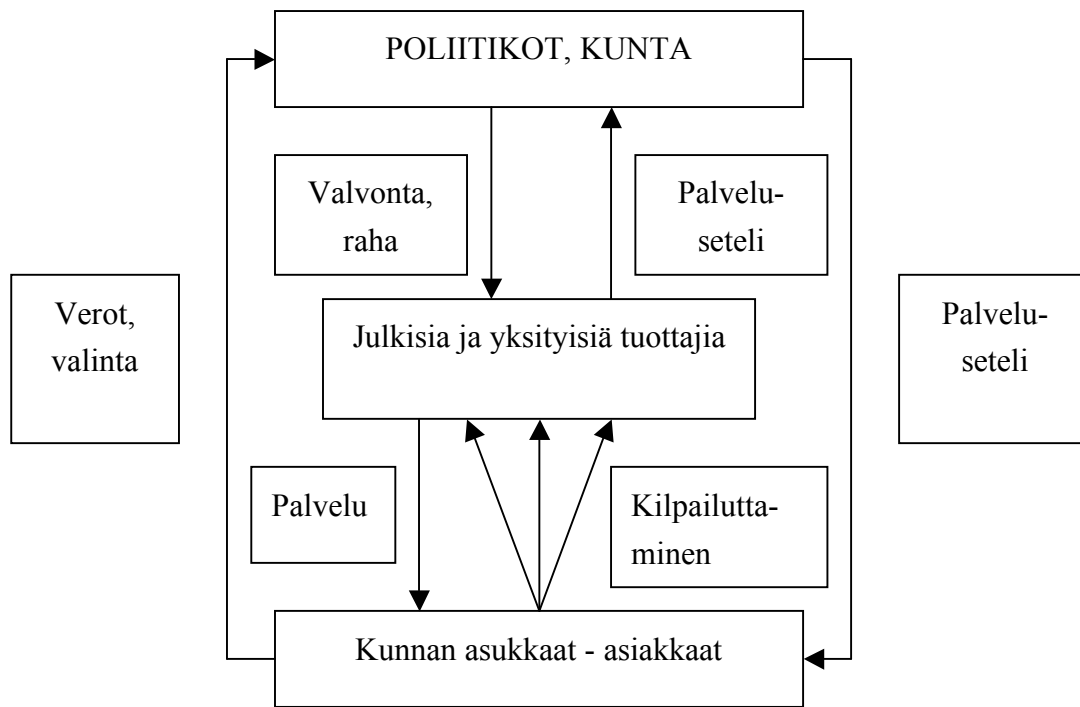 POLIITIKOT, KUNTA
Valvonta,
raha
Palvelu-
seteli
Verot,
valinta
Julkisia ja yksityisiä tuottajia
Palvelu-
seteli
Palvelu
Kilpailutta-
minen
Kunnan asukkaat - asiakkaat